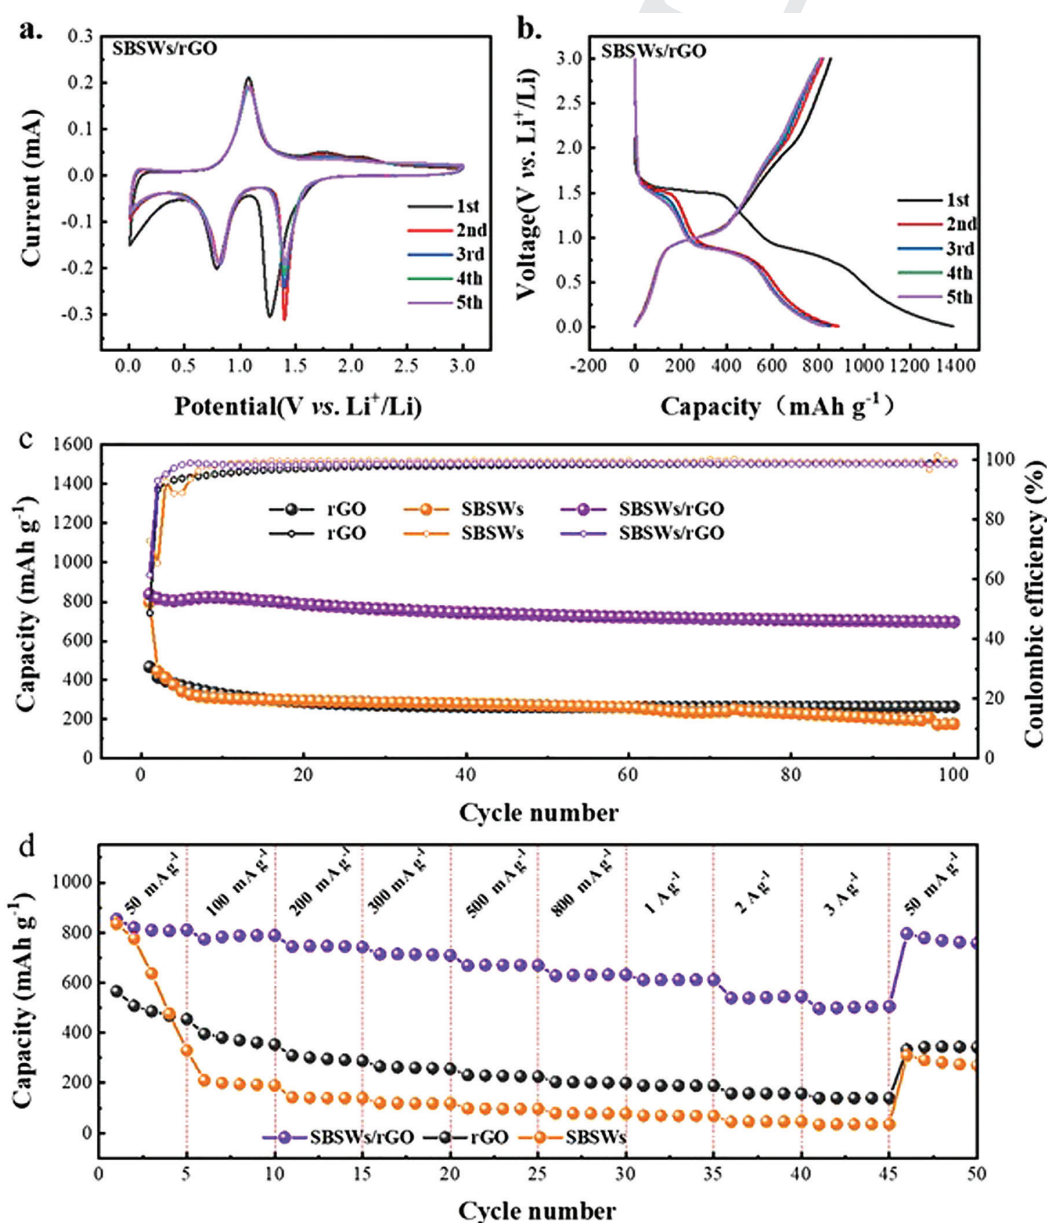 a.
SBSWs/rGO
0.3
0.2
0.1
0.0
-0.1
-0.2
-0.3
Current (mA)
1st
2nd
3rd
4th
5th
0.0 0.5 1.0 1.5 2.0 2.5 3.0
Potential(V vs. Li⁺/Li)
b.
SBSWs/rGO
3.0
2.5
2.0
1.5
1.0
0.5
0.0
Voltage(V vs. Li⁺/Li)
1st
2nd
3rd
4th
5th
-200 0 200 400 600 800 1000 1200 1400
Capacity（mAh g⁻¹）
c
1600
1400
1200
1000
800
600
400
200
0
Capacity (mAh g⁻¹)
rGO SBSWs SBSWs/rGO
rGO SBSWs SBSWs/rGO
100
80
60
40
20
0
Coulombic efficiency (%)
0 20 40 60 80 100
Cycle number
d
1000
800
600
400
200
0
Capacity (mAh g⁻¹)
50 mA g⁻¹
100 mA g⁻¹
200 mA g⁻¹
300 mA g⁻¹
500 mA g⁻¹
800 mA g⁻¹
1 A g⁻¹
2 A g⁻¹
3 A g⁻¹
50 mA g⁻¹
SBSWs/rGO rGO SBSWs
0 5 10 15 20 25 30 35 40 45 50
Cycle number